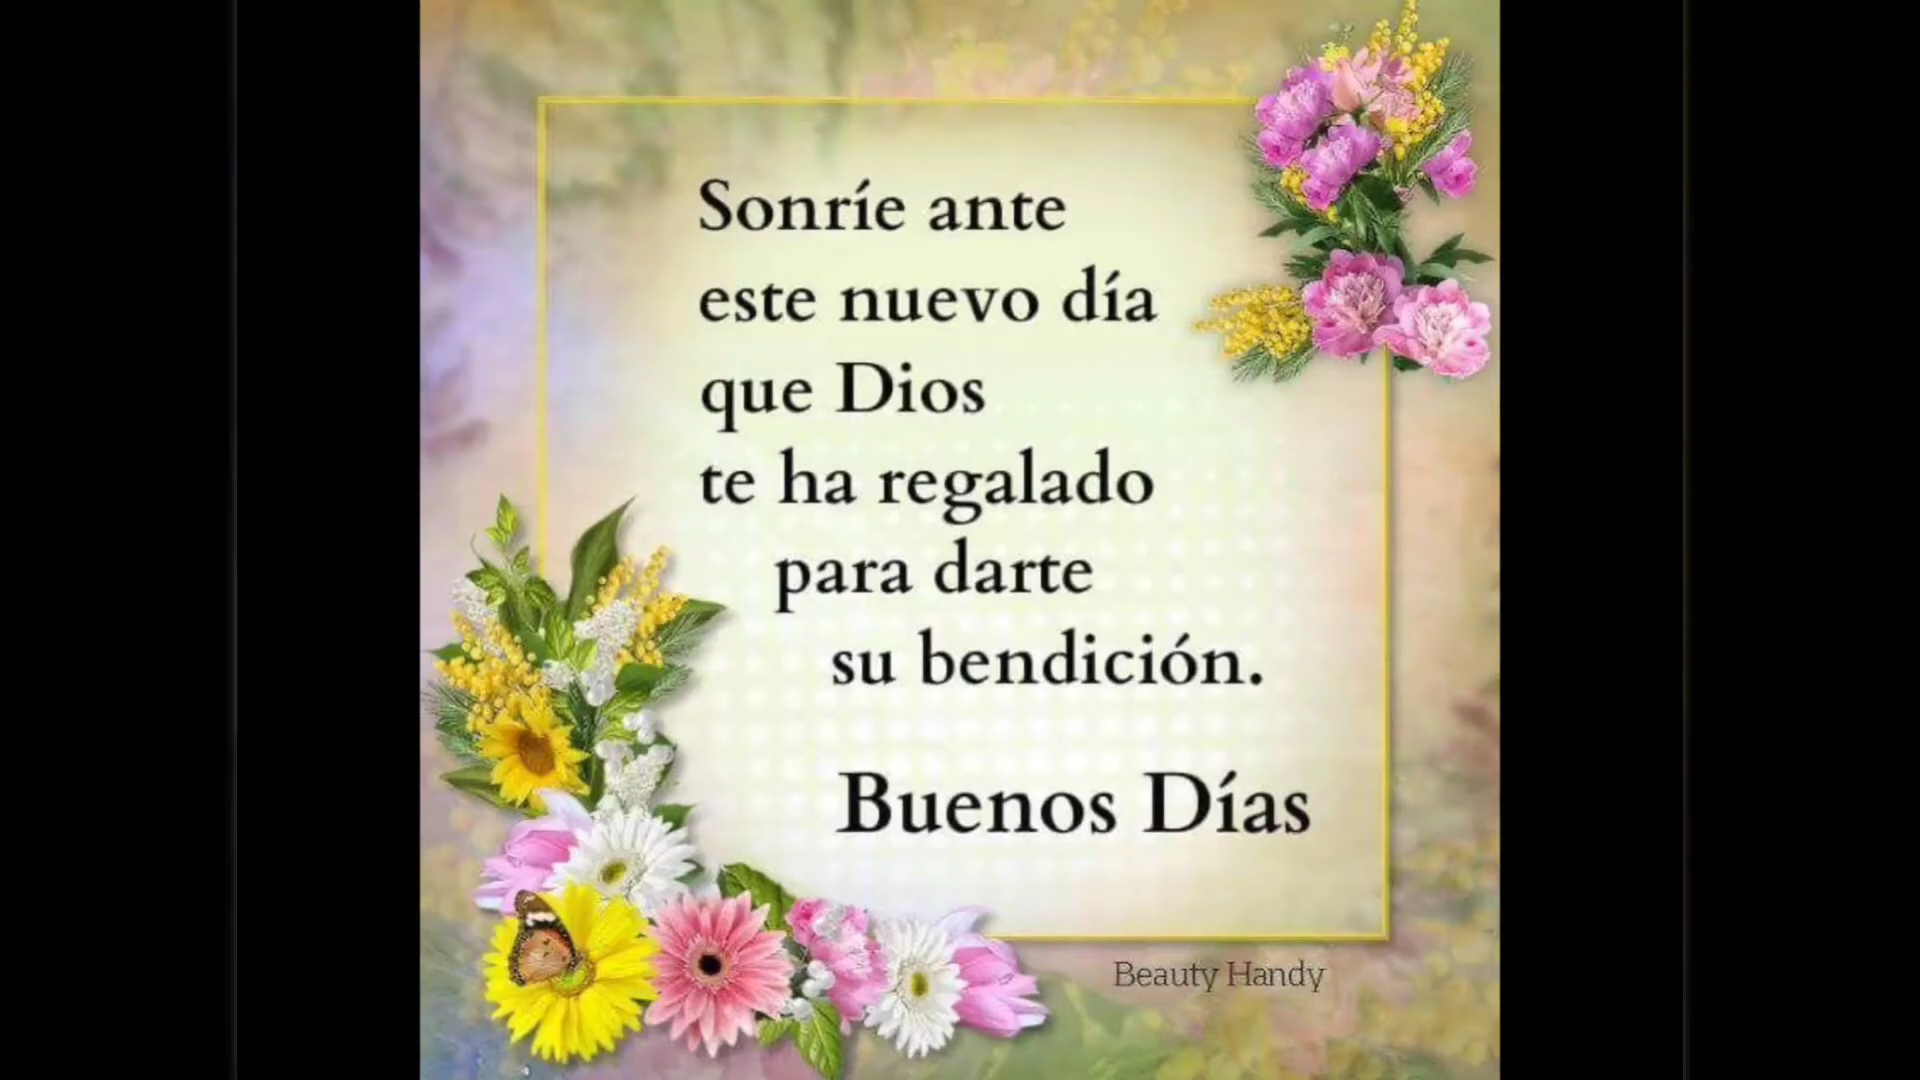 Sonríe ante
este nuevo día
que Dios
te ha regalado
para darte
su bendición.
Buenos Días
Beauty Handy